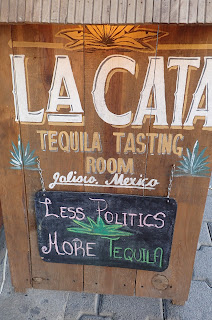 LA CATA
TEQUILA TASTING
ROOM
Jalisco, Mexico
LESS POLITICS
MORE TEQUILA